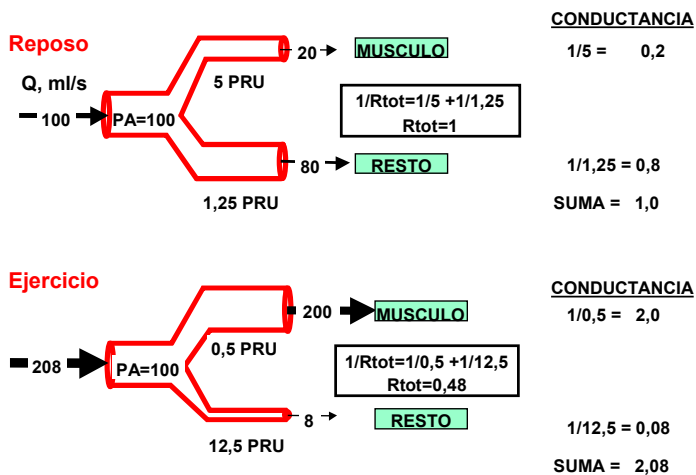 CONDUCTANCIA
Reposo
20
MUSCULO
1/5 = 0,2
Q, ml/s
5 PRU
100
PA=100
1/Rtot=1/5 +1/1,25
Rtot=1
80
RESTO
1/1,25 = 0,8
1,25 PRU
SUMA = 1,0
Ejercicio
CONDUCTANCIA
200
MUSCULO
1/0,5 = 2,0
0,5 PRU
208
PA=100
1/Rtot=1/0,5 +1/12,5
Rtot=0,48
8
RESTO
1/12,5 = 0,08
12,5 PRU
SUMA = 2,08